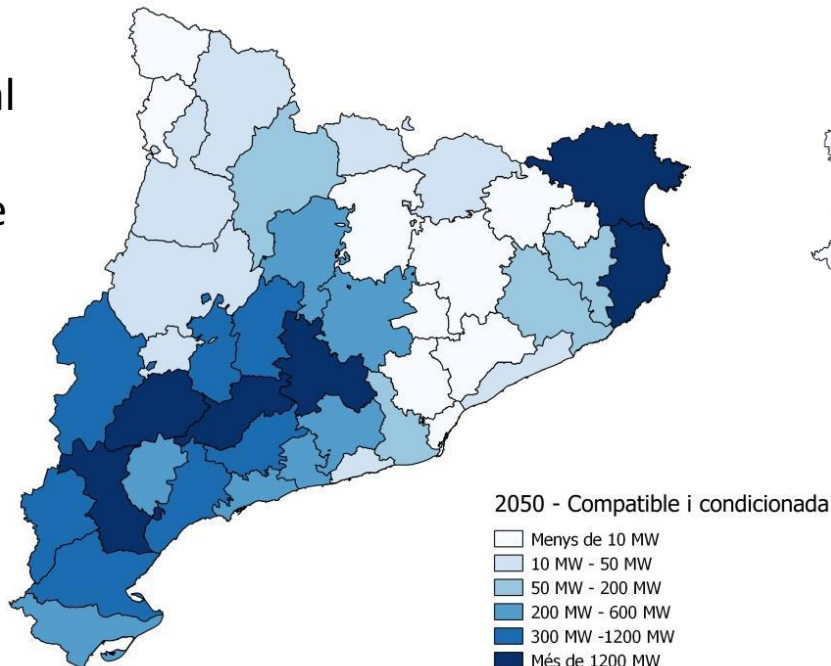 al
e
2050 - Compatible i condicionada
Menys de 10 MW
10 MW - 50 MW
50 MW - 200 MW
200 MW - 600 MW
300 MW -1200 MW
Més de 1200 MW